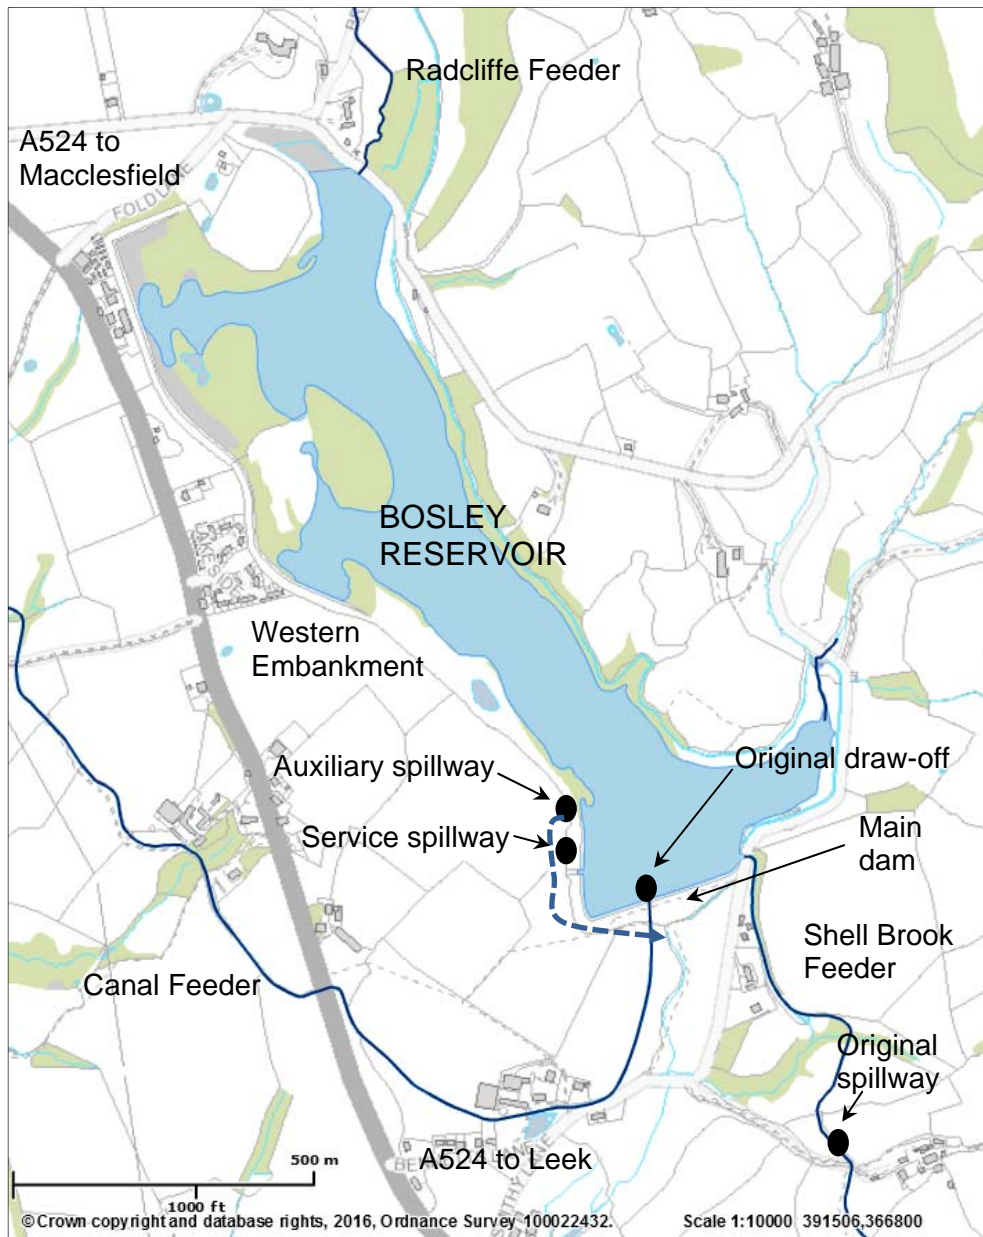 Radcliffe Feeder
A524 to
Macclesfield
FOLD LANE
BOSLEY
RESERVOIR
Western
Embankment
Auxiliary spillway
Original draw-off
Service spillway
Main
dam
Shell Brook
Feeder
Canal Feeder
Original
spillway
A524 to Leek
500 m
1000 ft
©Crown copyright and database rights, 2016, Ordnance Survey 100022432.
Scale 1:10000 391506,366800